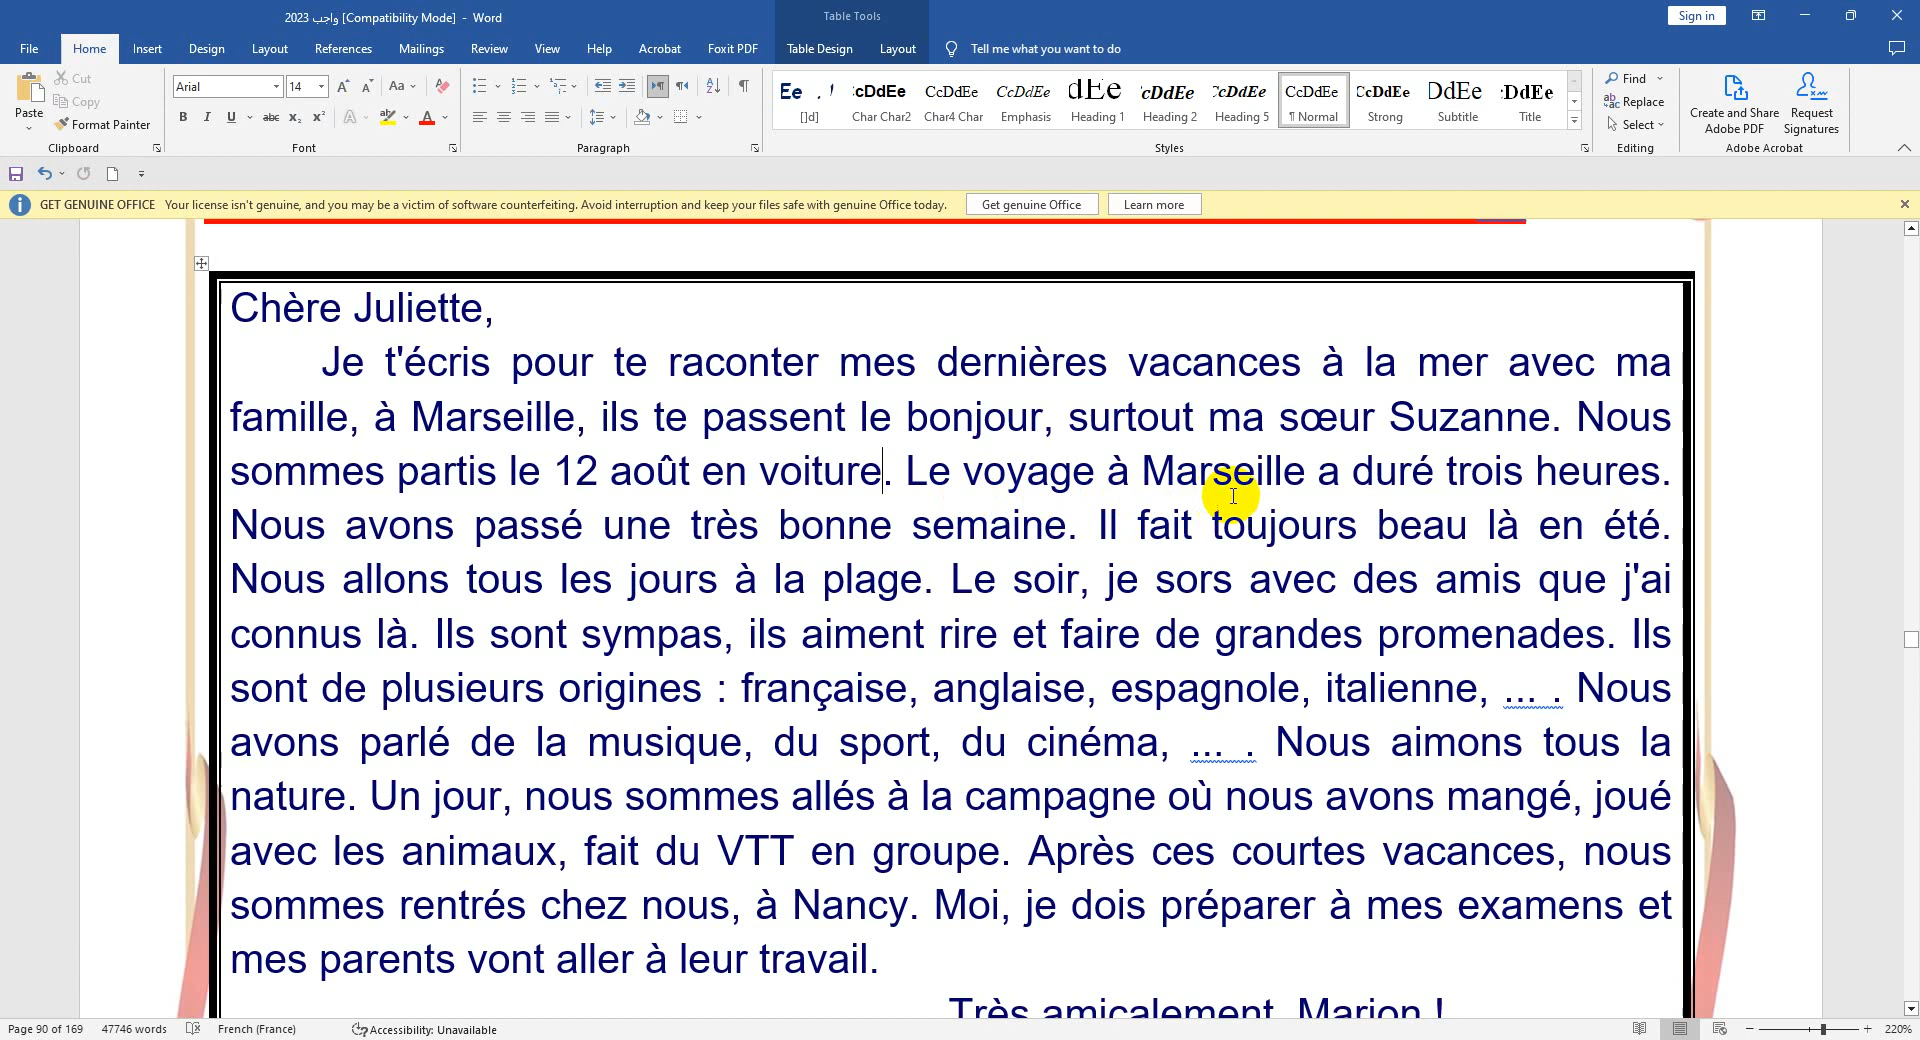 واجب 2023 [Compatibility Mode] - Word
Table Tools
Sign in
File Home Insert Design Layout References Mailings Review View Help Acrobat Foxit PDF Table Design Layout Tell me what you want to do
Paste
Cut
Copy
Format Painter
Clipboard
Arial 14
Font
Paragraph
[]d] Char Char2 Char4 Char Emphasis Heading 1 Heading 2 Heading 5 ¶ Normal Strong Subtitle Title
Styles
Find
Replace
Select
Editing
Create and Share Adobe PDF
Request Signatures
Adobe Acrobat
GET GENUINE OFFICE Your license isn't genuine, and you may be a victim of software counterfeiting. Avoid interruption and keep your files safe with genuine Office today. Get genuine Office Learn more
Chère Juliette,
Je t'écris pour te raconter mes dernières vacances à la mer avec ma
famille, à Marseille, ils te passent le bonjour, surtout ma sœur Suzanne. Nous
sommes partis le 12 août en voiture. Le voyage à Marseille a duré trois heures.
Nous avons passé une très bonne semaine. Il fait toujours beau là en été.
Nous allons tous les jours à la plage. Le soir, je sors avec des amis que j'ai
connus là. Ils sont sympas, ils aiment rire et faire de grandes promenades. Ils
sont de plusieurs origines : française, anglaise, espagnole, italienne, ... . Nous
avons parlé de la musique, du sport, du cinéma, ... . Nous aimons tous la
nature. Un jour, nous sommes allés à la campagne où nous avons mangé, joué
avec les animaux, fait du VTT en groupe. Après ces courtes vacances, nous
sommes rentrés chez nous, à Nancy. Moi, je dois préparer à mes examens et
mes parents vont aller à leur travail.
Très amicalement, Marion !
Page 90 of 169 47746 words French (France) Accessibility: Unavailable 220%